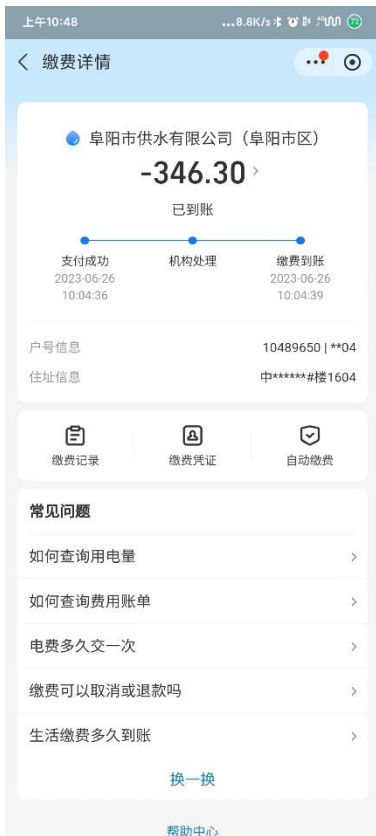 上午10:48
...8.8K/s
72
缴费详情
阜阳市供水有限公司（阜阳市区）
-346.30
已到账
支付成功 机构处理 缴费到账
2023-06-26 2023-06-26
10:04:36 10:04:39
户号信息 10489650 | **04
住址信息 中******#楼1604
缴费记录 缴费凭证 自动缴费
常见问题
如何查询用电量
如何查询费用账单
电费多久交一次
缴费可以取消或退款吗
生活缴费多久到账
换一换
帮助中心